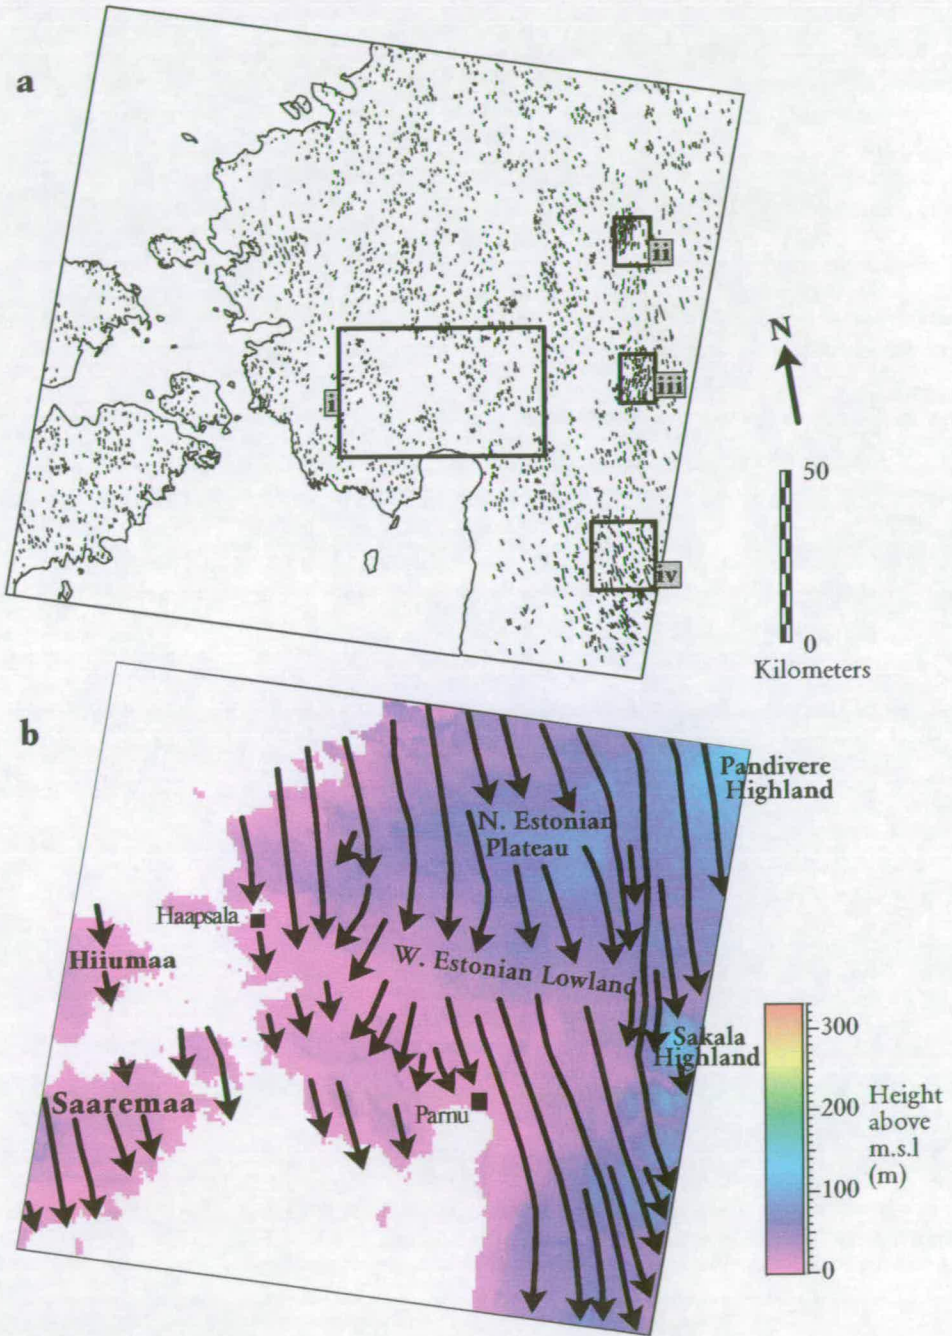 a
ii
N
iii
i
50
iv
0
Kilometers
b
Pandivere
Highland
N. Estonian
Plateau
Haapsala
W. Estonian Lowland
Hiiumaa
300
Sakala
Highland
Height
above
m.s.l
(m)
200
Saaremaa
Parnu
100
0